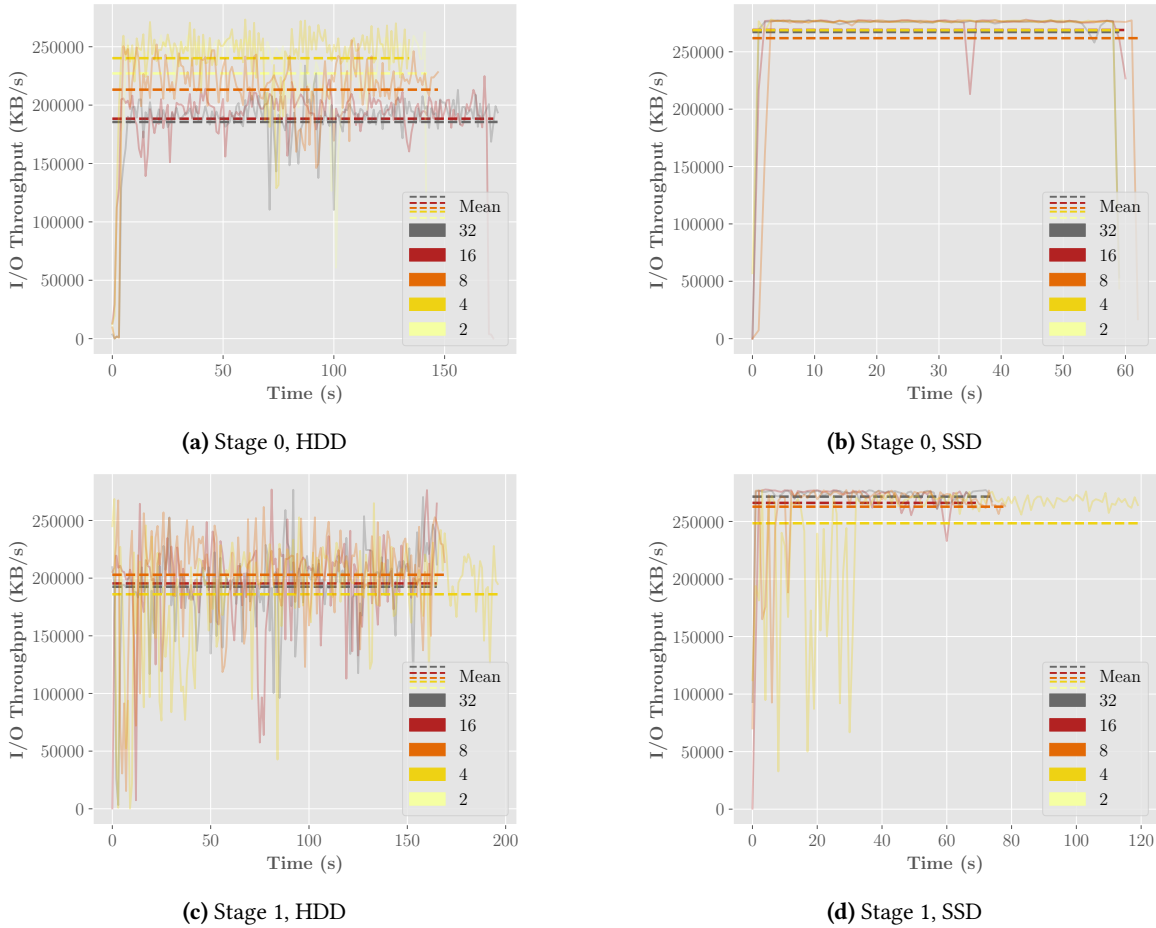 250000
200000
150000
100000
50000
0
I/O Throughput (KB/s)
0 50 100 150
Time (s)
Mean
32
16
8
4
2
(a) Stage 0, HDD
250000
200000
150000
100000
50000
0
I/O Throughput (KB/s)
0 10 20 30 40 50 60
Time (s)
Mean
32
16
8
4
2
(b) Stage 0, SSD
250000
200000
150000
100000
50000
0
I/O Throughput (KB/s)
0 50 100 150 200
Time (s)
Mean
32
16
8
4
2
(c) Stage 1, HDD
250000
200000
150000
100000
50000
0
I/O Throughput (KB/s)
0 20 40 60 80 100 120
Time (s)
Mean
32
16
8
4
2
(d) Stage 1, SSD